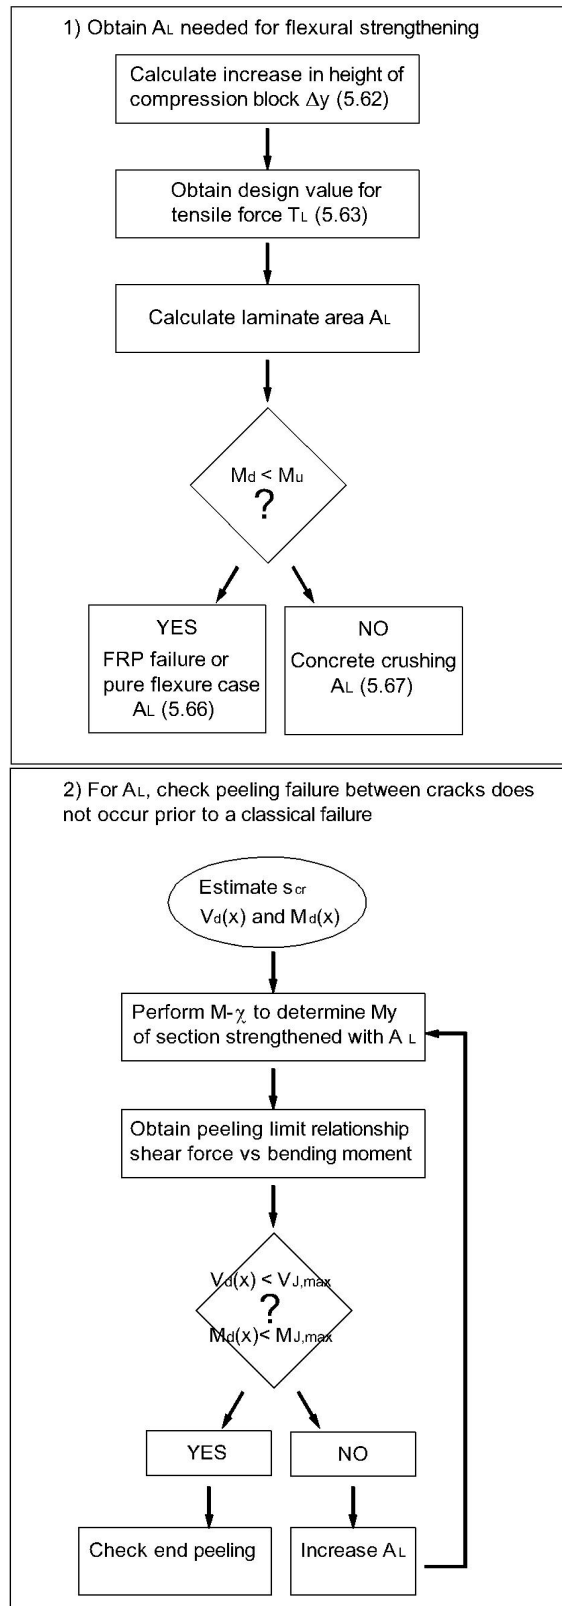 1) Obtain AL needed for flexural strengthening
Calculate increase in height of
compression block Δy (5.62)
Obtain design value for
tensile force TL (5.63)
Calculate laminate area AL
Md < Mu
?
YES
FRP failure or
pure flexure case
AL (5.66)
NO
Concrete crushing
AL (5.67)
2) For AL, check peeling failure between cracks does
not occur prior to a classical failure
Estimate scr
Vd(x) and Md(x)
Perform M-χ to determine My
of section strengthened with A L
Obtain peeling limit relationship
shear force vs bending moment
Vd(x) < VJ,max
?
Md(x)< MJ,max
YES
NO
Check end peeling
Increase AL